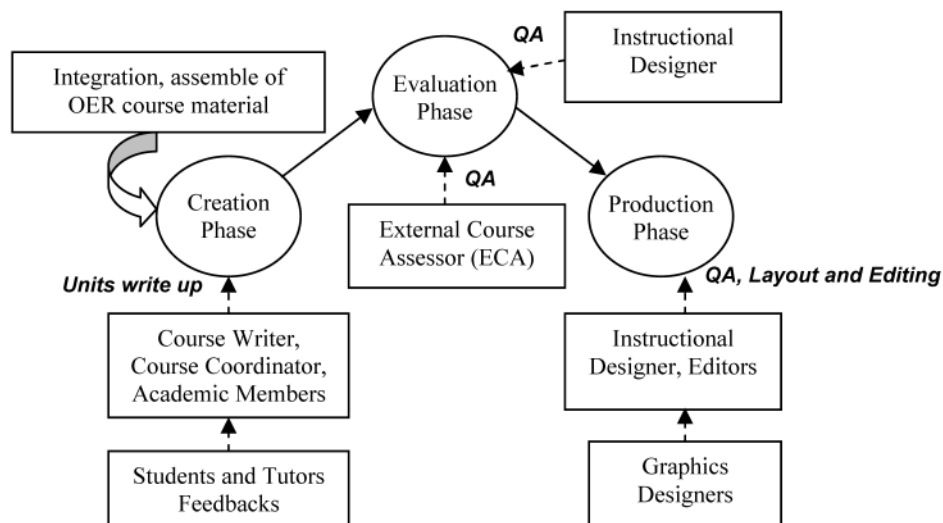 QA
Instructional
Designer
Integration, assemble of
OER course material
Evaluation
Phase
QA
Creation
Phase
External Course
Assessor (ECA)
Production
Phase
Units write up
QA, Layout and Editing
Course Writer,
Course Coordinator,
Academic Members
Instructional
Designer, Editors
Students and Tutors
Feedbacks
Graphics
Designers